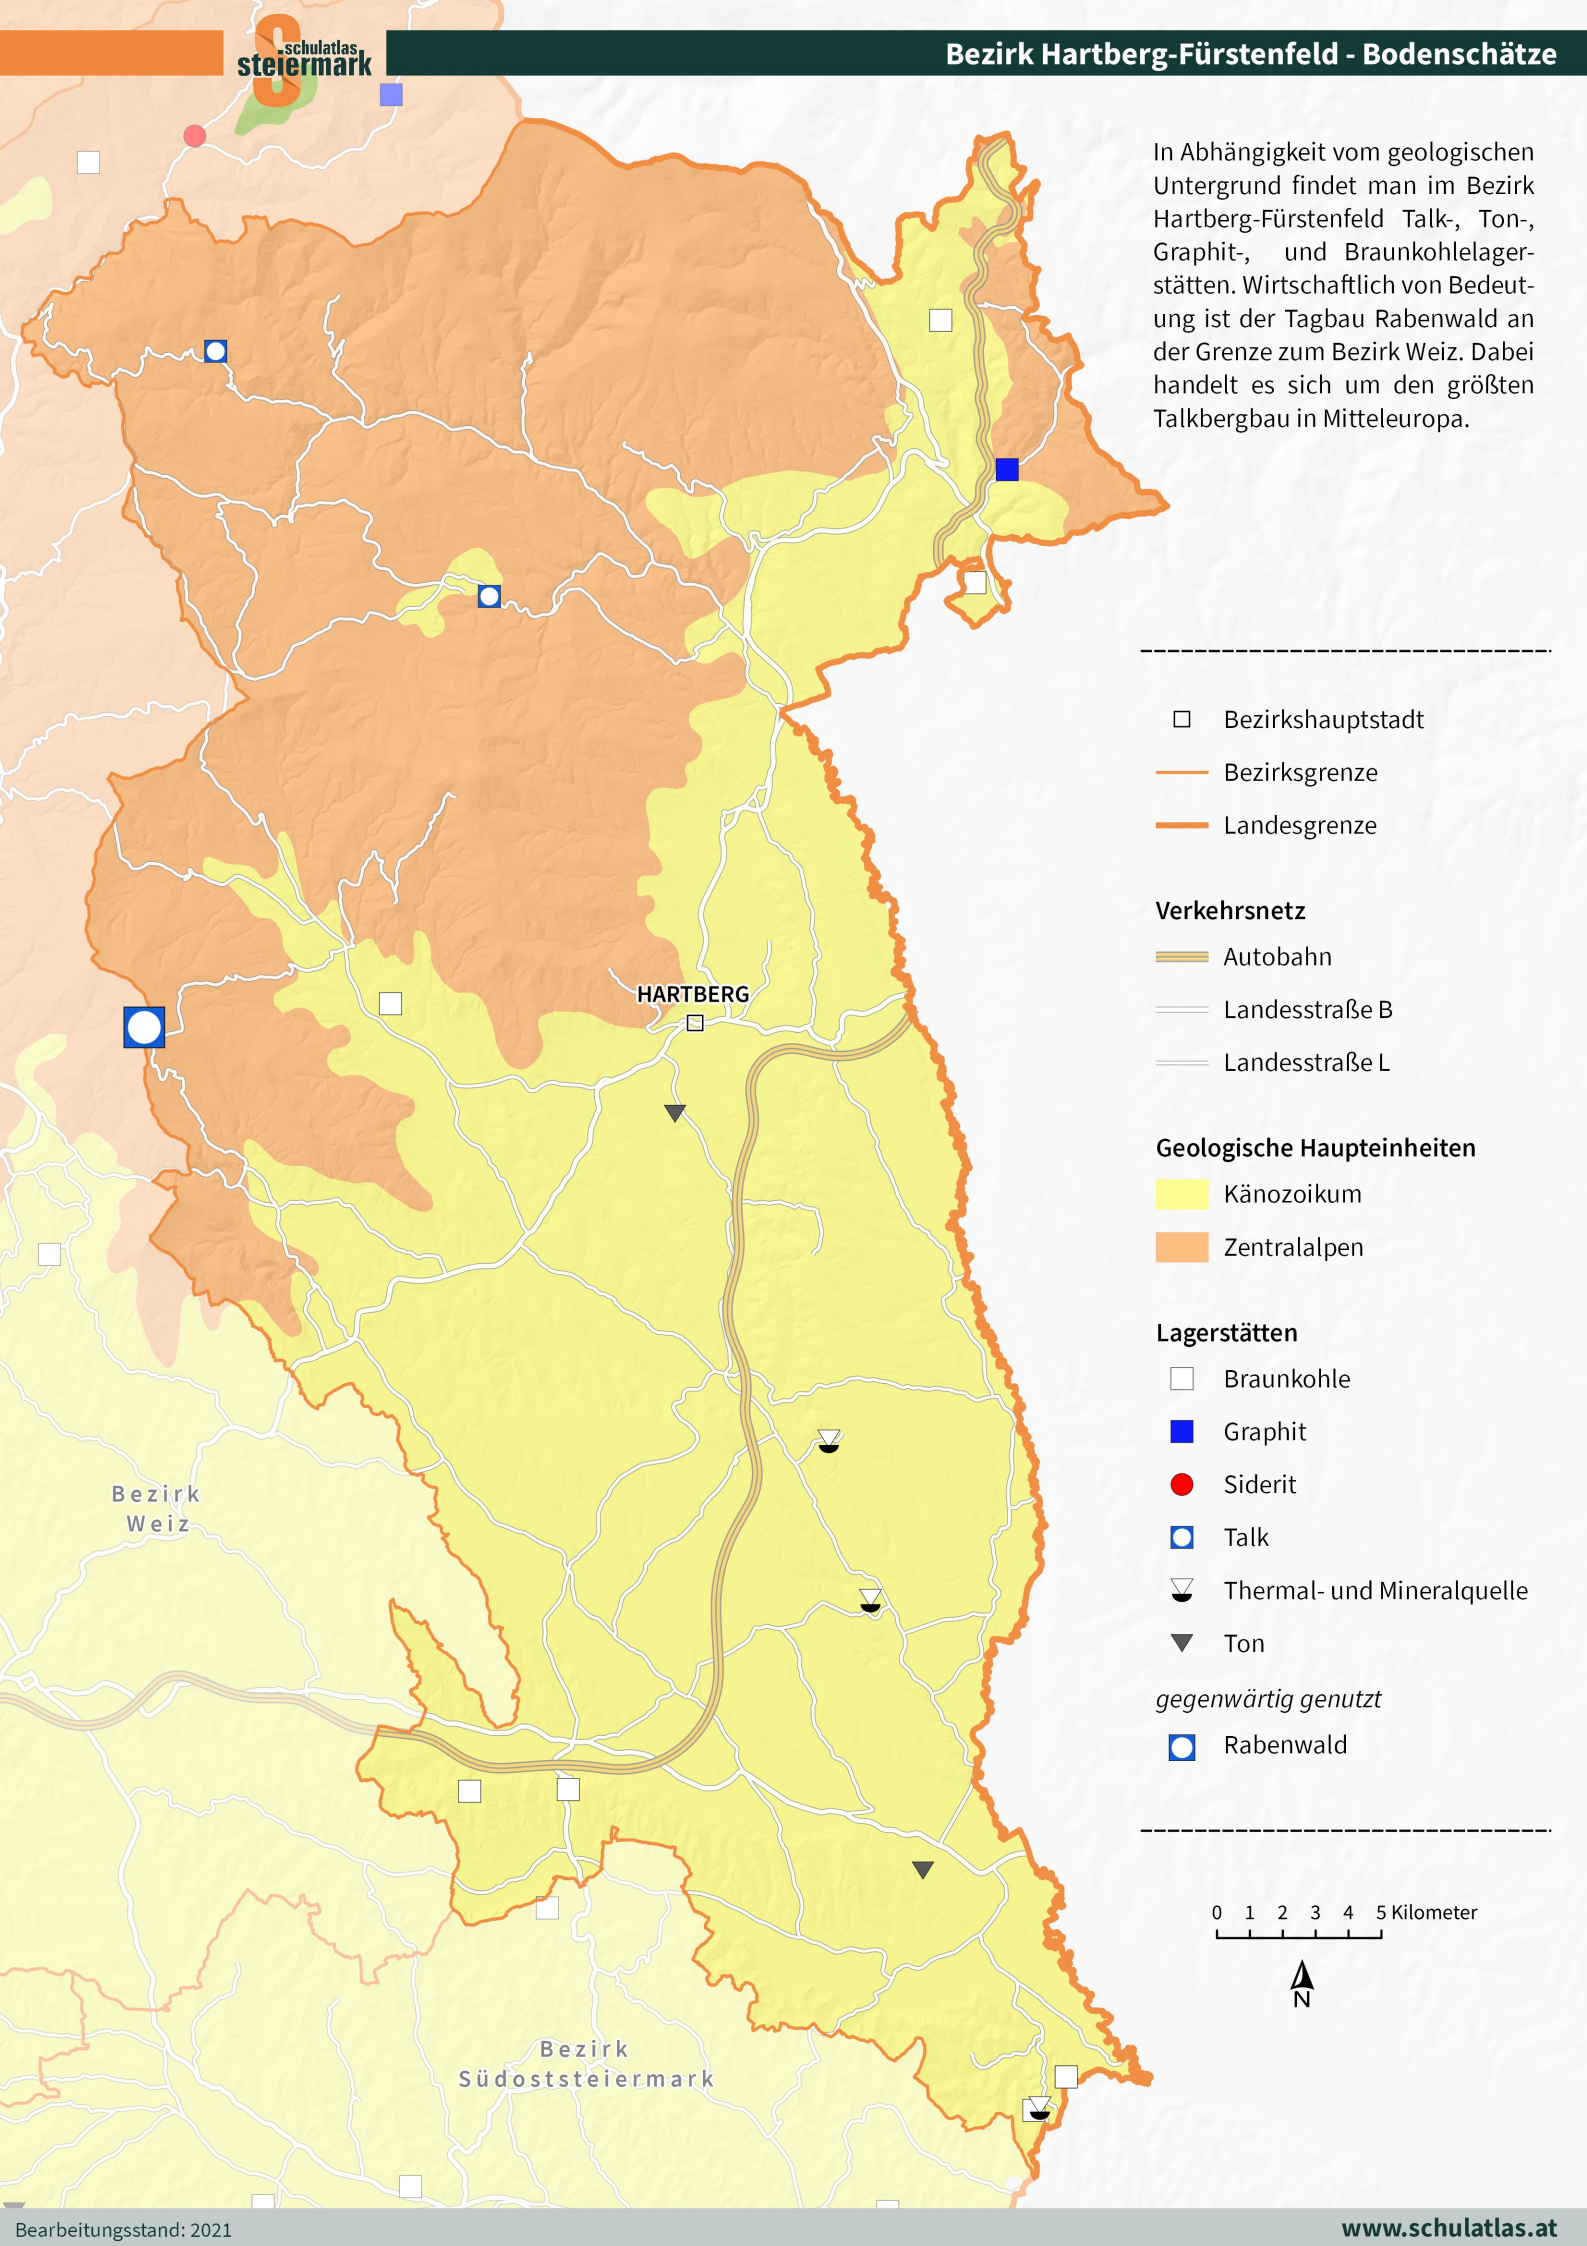 schulatlas
steiermark
Bezirk Hartberg-Fürstenfeld - Bodenschätze
In Abhängigkeit vom geologischen
Untergrund findet man im Bezirk
Hartberg-Fürstenfeld Talk-, Ton-,
Graphit-, und Braunkohlelager-
stätten. Wirtschaftlich von Bedeut-
ung ist der Tagbau Rabenwald an
der Grenze zum Bezirk Weiz. Dabei
handelt es sich um den größten
Talkbergbau in Mitteleuropa.
Bezirkshauptstadt
Bezirksgrenze
Landesgrenze
Verkehrsnetz
Autobahn
Landesstraße B
Landesstraße L
Geologische Haupteinheiten
Känozoikum
Zentralalpen
Lagerstätten
Braunkohle
Graphit
Siderit
Talk
Thermal- und Mineralquelle
Ton
gegenwärtig genutzt
Rabenwald
0 1 2 3 4 5 Kilometer
N
HARTBERG
Bezirk
Weiz
Bezirk
Südoststeiermark
Bearbeitungsstand: 2021
www.schulatlas.at